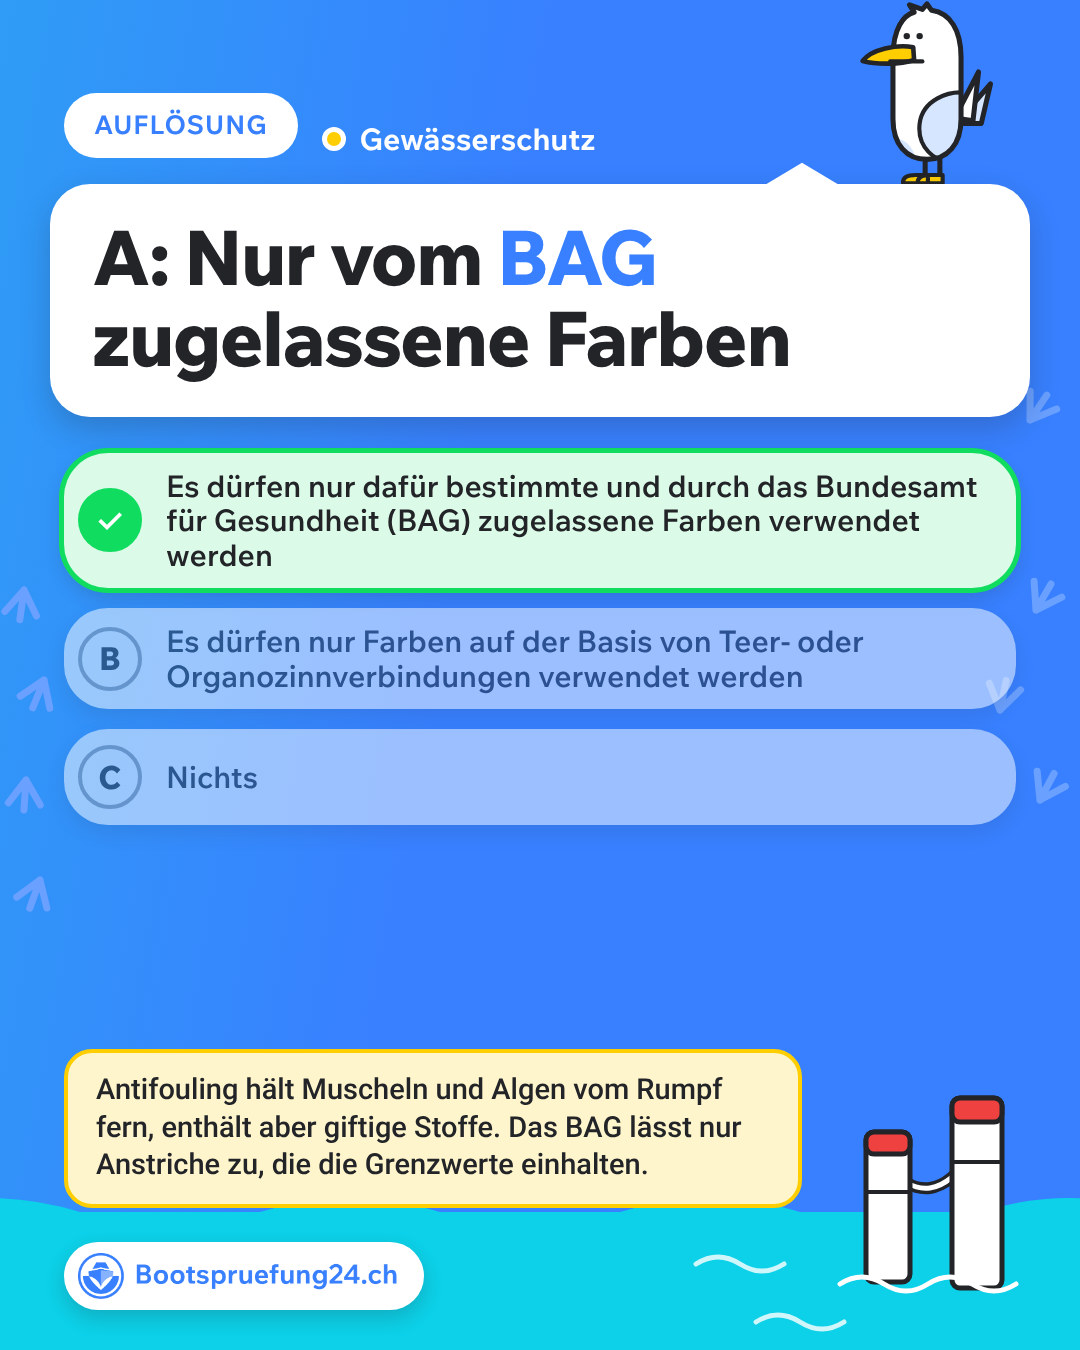 AUFLÖSUNG
Gewässerschutz
A: Nur vom BAG
zugelassene Farben
Es dürfen nur dafür bestimmte und durch das Bundesamt
für Gesundheit (BAG) zugelassene Farben verwendet
werden
B
Es dürfen nur Farben auf der Basis von Teer- oder
Organozinnverbindungen verwendet werden
C
Nichts
Antifouling hält Muscheln und Algen vom Rumpf
fern, enthält aber giftige Stoffe. Das BAG lässt nur
Anstriche zu, die die Grenzwerte einhalten.
Bootspruefung24.ch